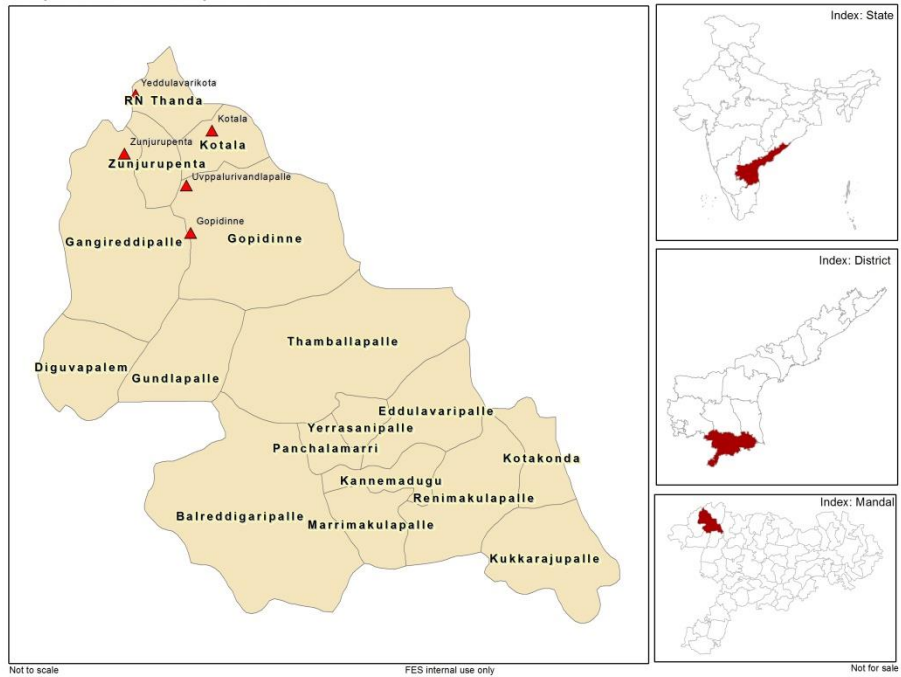 Yeddulavarikota
RN Thanda
Kotala
Kotala
Zunjurupenta
Zunjurupenta
Uvppalurivandlapalle
Gopidinne
Gangireddipalle
Gopidinne
Thamballapalle
Diguvapalem
Gundlapalle
Eddulavaripalle
Yerrasanipalle
Panchalamarri
Kotakonda
Kannemadugu
Renimakulapalle
Balreddigaripalle
Marrimakulapalle
Kukkarajupalle
Index: State
Index: District
Index: Mandal
Not to scale
FES internal use only
Not for sale